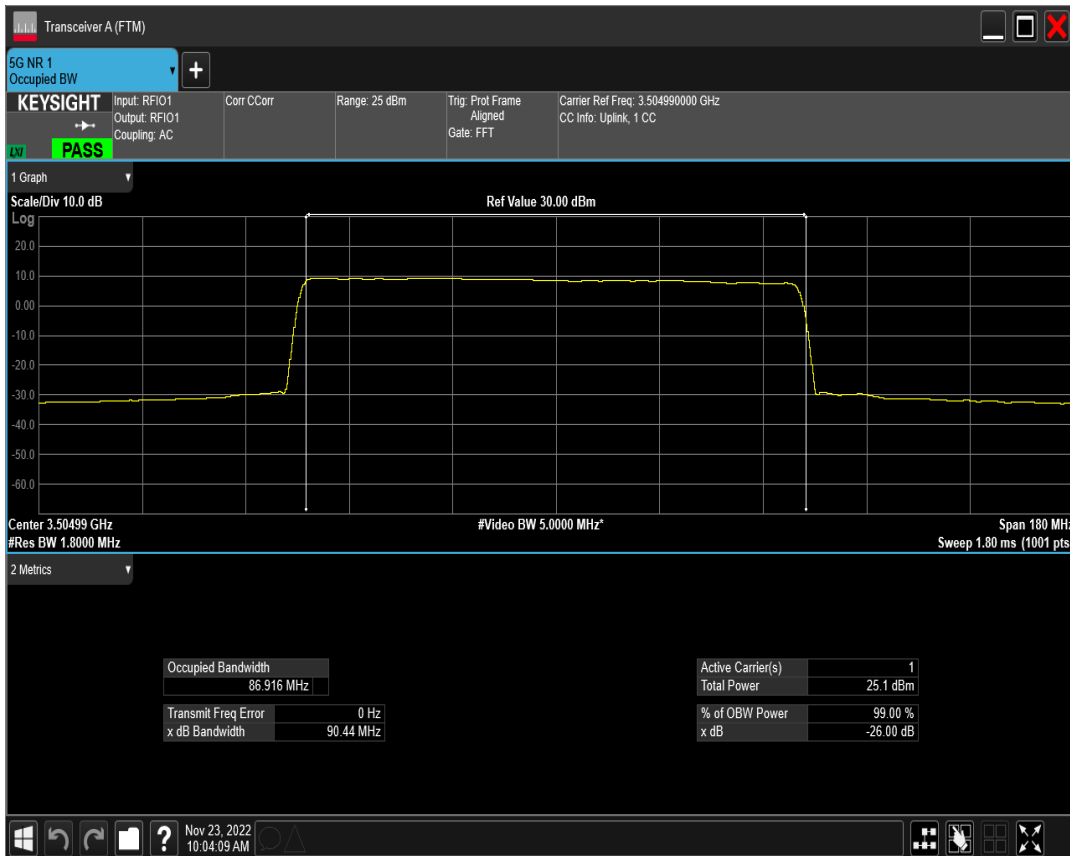 Transceiver A (FTM)
5G NR 1
Occupied BW
+
KEYSIGHT
LXI
PASS
Input: RFIO1
Output: RFIO1
Coupling: AC
Corr CCorr
Range: 25 dBm
Trig: Prot Frame
Aligned
Gate: FFT
Carrier Ref Freq: 3.504990000 GHz
CC Info: Uplink, 1 CC
1 Graph
Scale/Div 10.0 dB
Ref Value 30.00 dBm
Log
20.0
10.0
0.00
-10.0
-20.0
-30.0
-40.0
-50.0
-60.0
Center 3.50499 GHz
#Video BW 5.0000 MHz*
Span 180 MHz
#Res BW 1.8000 MHz
Sweep 1.80 ms (1001 pts
2 Metrics
Occupied Bandwidth
86.916 MHz
Transmit Freq Error 0 Hz
x dB Bandwidth 90.44 MHz
Active Carrier(s) 1
Total Power 25.1 dBm
% of OBW Power 99.00 %
x dB -26.00 dB
?
Nov 23, 2022
10:04:09 AM